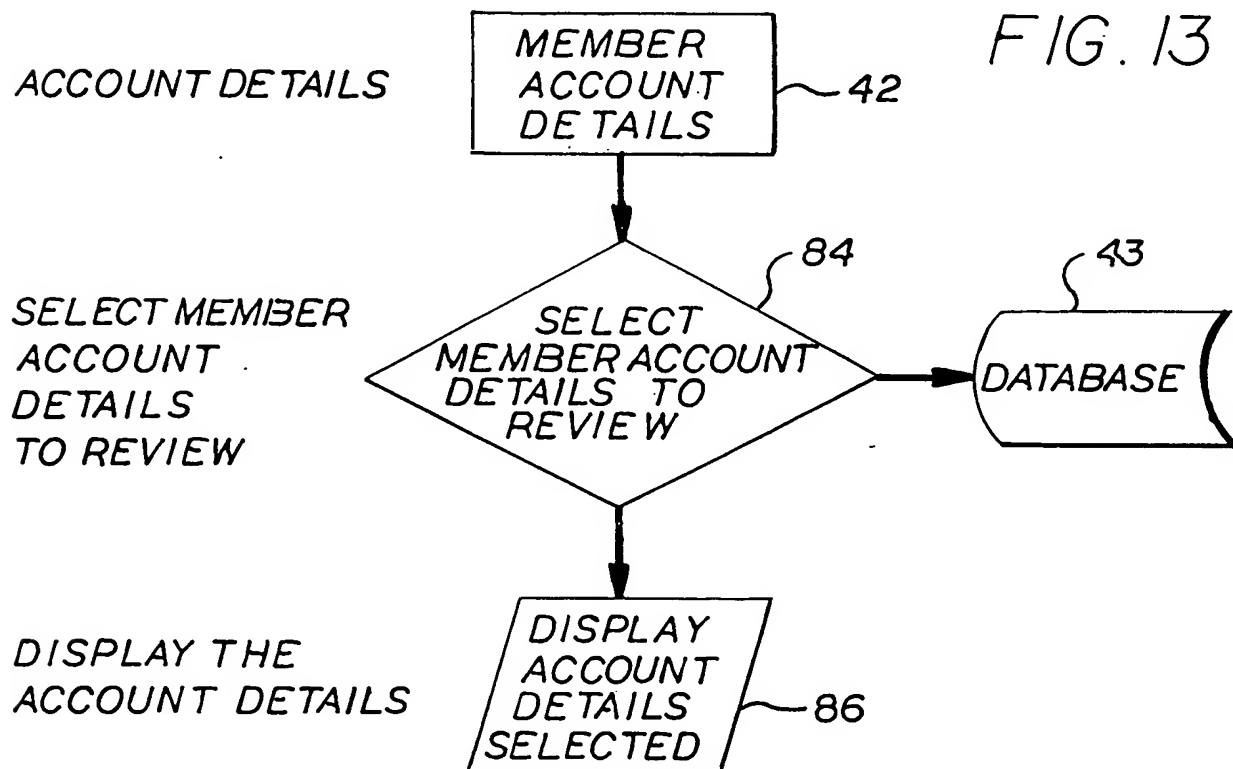 FIG. 13
ACCOUNT DETAILS
MEMBER
ACCOUNT
DETAILS
42
SELECT MEMBER
ACCOUNT
DETAILS
TO REVIEW
SELECT
MEMBER ACCOUNT
DETAILS TO
REVIEW
84
43
DATABASE
DISPLAY THE
ACCOUNT DETAILS
DISPLAY
ACCOUNT
DETAILS
SELECTED
86